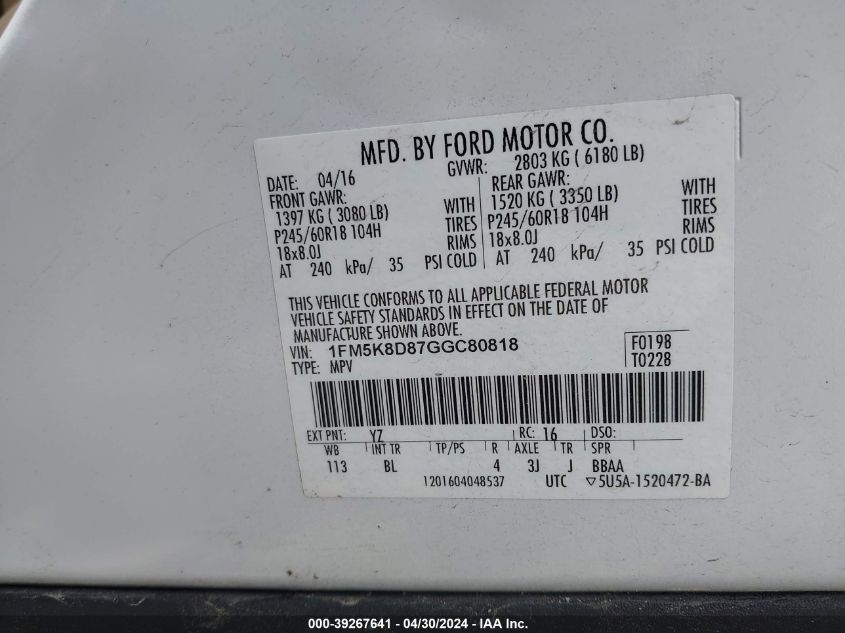 MFD. BY FORD MOTOR CO.
DATE: 04/16 GVWR: 2803 KG ( 6180 LB)
FRONT GAWR: REAR GAWR:
1397 KG ( 3080 LB) WITH 1520 KG ( 3350 LB) WITH
P245/60R18 104H TIRES P245/60R18 104H TIRES
18x8.0J RIMS 18x8.0J RIMS
AT 240 kPa/ 35 PSI COLD AT 240 kPa/ 35 PSI COLD
THIS VEHICLE CONFORMS TO ALL APPLICABLE FEDERAL MOTOR
VEHICLE SAFETY STANDARDS IN EFFECT ON THE DATE OF
MANUFACTURE SHOWN ABOVE.
VIN: 1FM5K8D87GGC80818 F0198
TYPE: MPV T0228
EXT PNT: YZ RC: 16 DSO:
WB INT TR TP/PS R AXLE TR SPR
113 BL 4 3J J BBAA
1201604048537 UTC ▽5U5A-1520472-BA
000-39267641 - 04/30/2024 - IAA Inc.